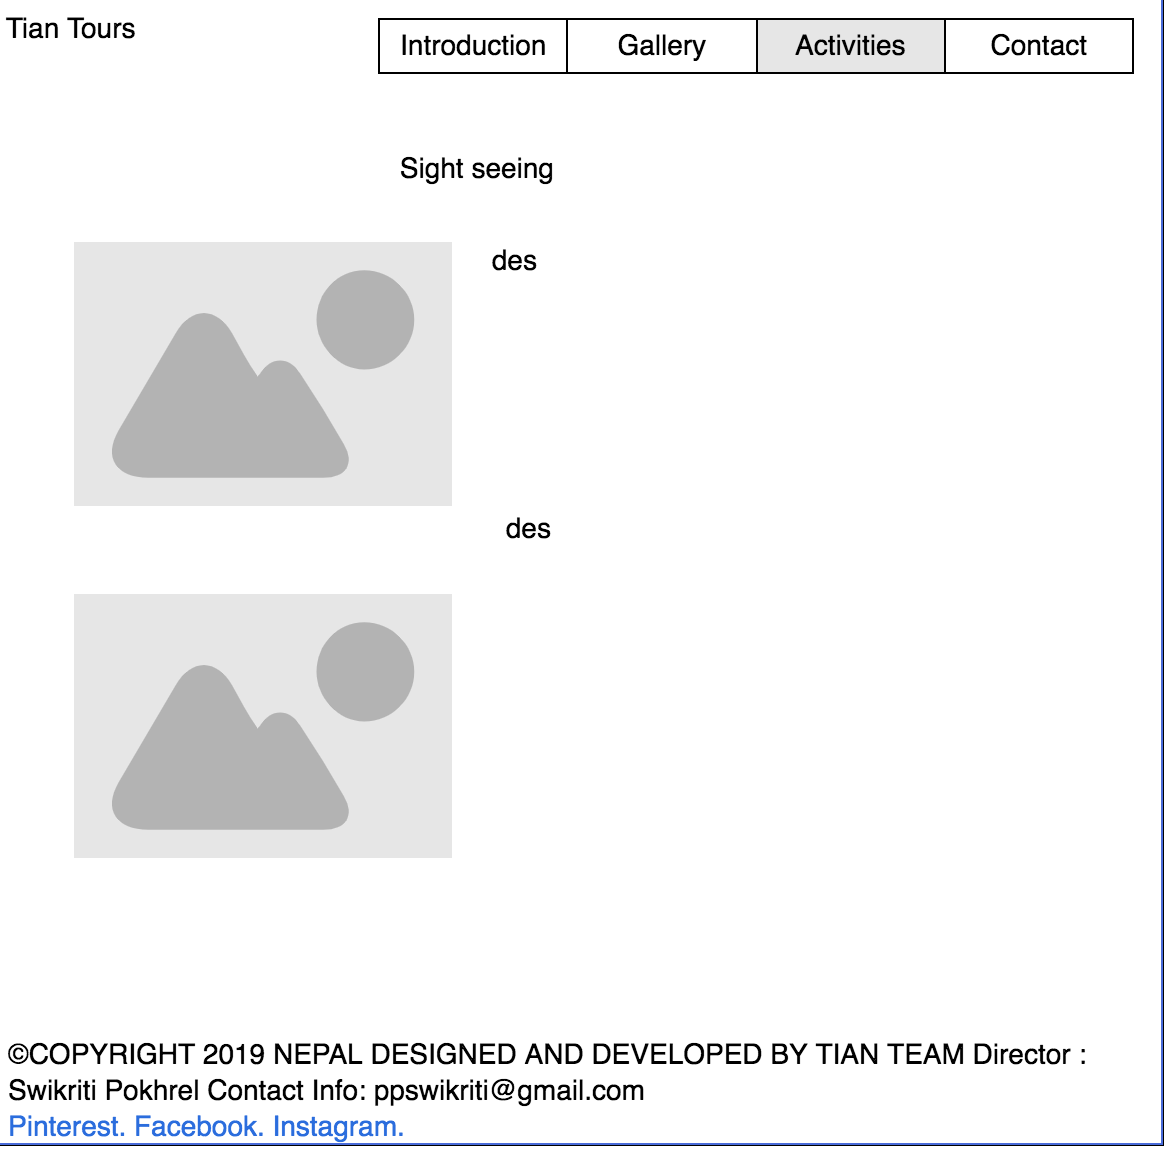 Tian Tours
Introduction Gallery Activities Contact
Sight seeing
des
des
©COPYRIGHT 2019 NEPAL DESIGNED AND DEVELOPED BY TIAN TEAM Director :
Swikriti Pokhrel Contact Info: ppswikriti@gmail.com
Pinterest. Facebook. Instagram.